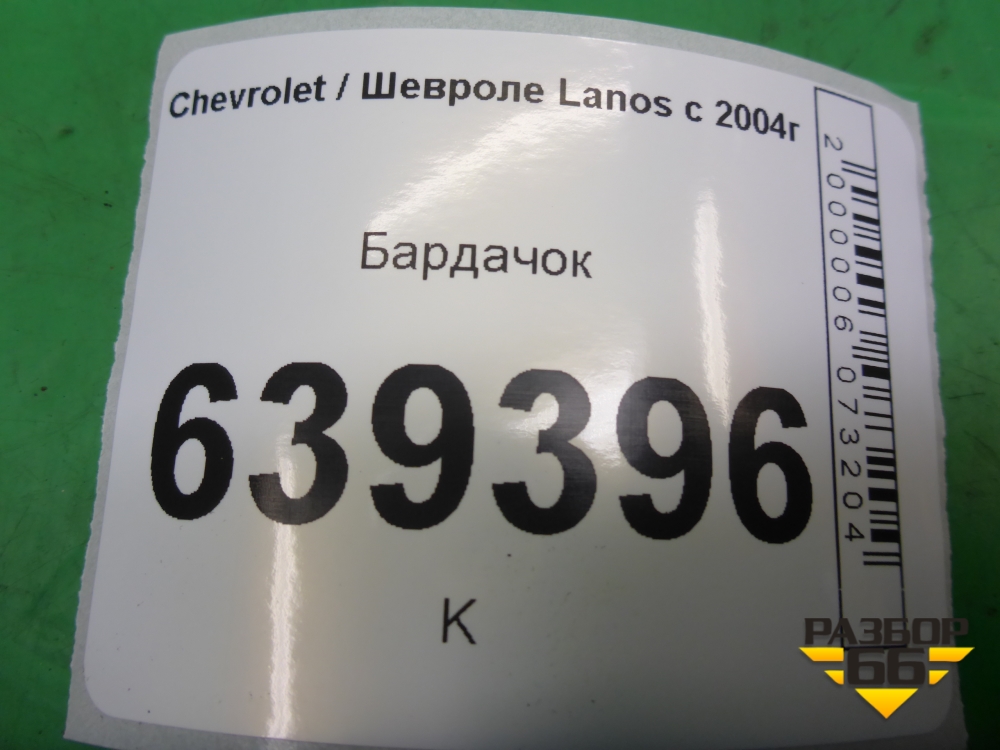 Chevrolet / Шевроле Lanos с 2004г
Бардачок
639396
К
2000006073204
РАЗБОР
66